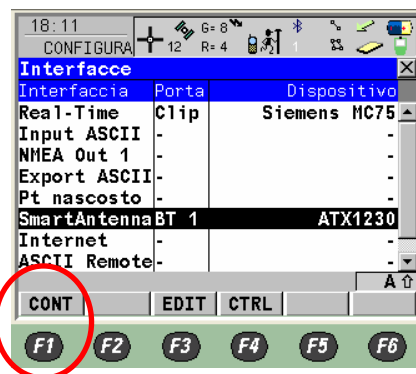 18:11 G= 8
CONFIGURA 12 R= 4 1
Interfacce
Interfaccia Porta Dispositivo
Real-Time Clip Siemens MC75
Input ASCII - -
NMEA Out 1 - -
Export ASCII - -
Pt nascosto - -
SmartAntenna BT 1 ATX1230
Internet - -
ASCII Remote - -
A
CONT EDIT CTRL
F1 F2 F3 F4 F5 F6